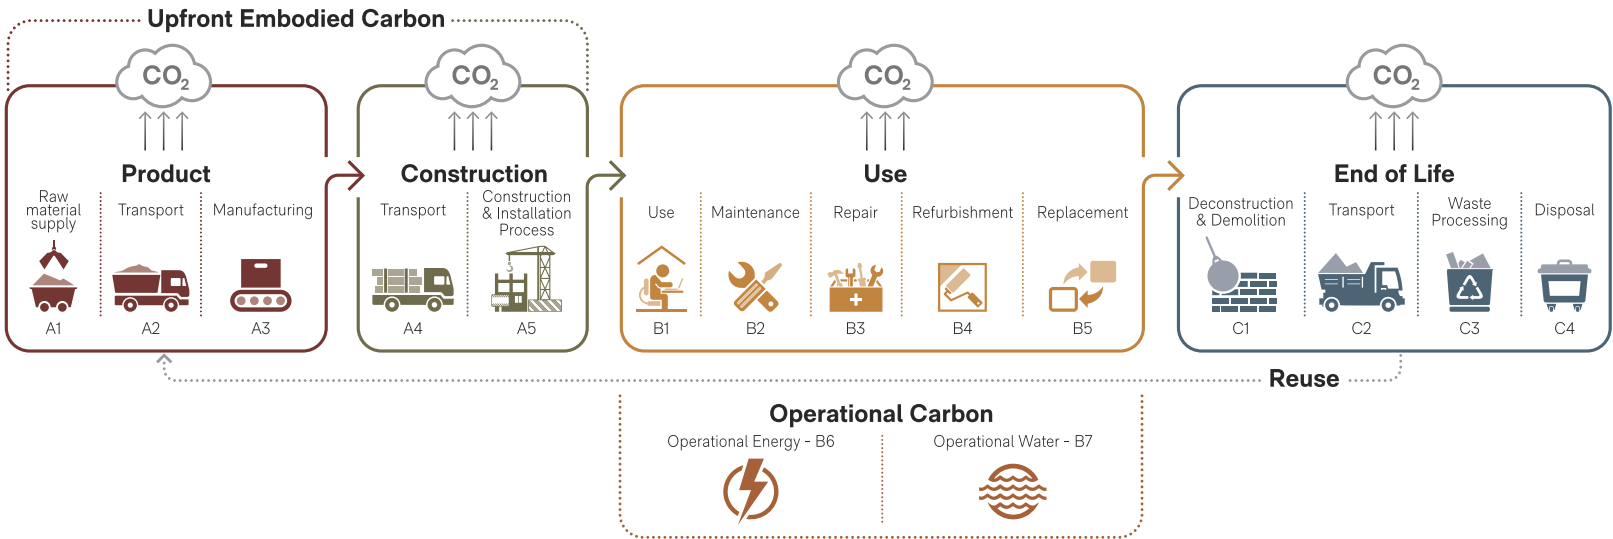 Upfront Embodied Carbon
CO2
CO2
CO2
CO2
Product
Construction
Use
End of Life
Raw
material
supply
Transport
Manufacturing
Transport
Construction
& Installation
Process
Use
Maintenance
Repair
Refurbishment
Replacement
Deconstruction
& Demolition
Transport
Waste
Processing
Disposal
A1
A2
A3
A4
A5
B1
B2
B3
B4
B5
C1
C2
C3
C4
Reuse
Operational Carbon
Operational Energy - B6
Operational Water - B7